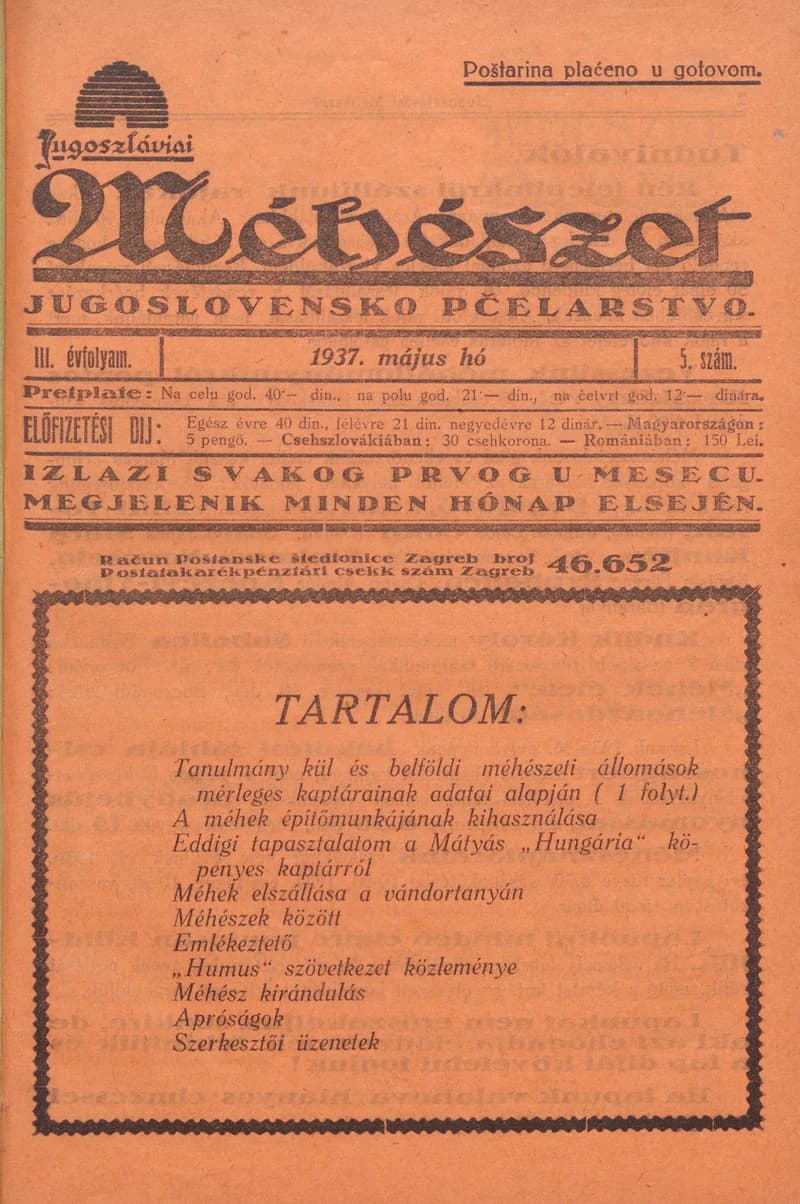 Poštarina plaćeno u gotovom.
Jugoszláviai
Méhészet
JUGOSLOVENSKO PČELARSTVO.
III. évfolyam.
1937. május hó
5. szám.
Pretplate: Na celu god. 40·— din., na polu god. 21·— din., na četvrt god. 12·— dinara.
ELŐFIZETÉSI DIJ: Egész évre 40 din., félévre 21 din. negyedévre 12 dinár. — Magyarországon:
5 pengő. — Csehszlovákiában: 30 csehkorona. — Romániában: 150 Lei.
IZLAZI SVAKOG PRVOG U MESECU.
MEGJELENIK MINDEN HÓNAP ELSEJÉN.
Račun Poštanske štedionice Zagreb broj
Postatakarékpénztári csekk szám Zagreb 46.652
TARTALOM:
Tanulmány kül és belföldi méhészeti állomások
mérleges kaptárainak adatai alapján ( 1 folyt.)
A méhek építőmunkájának kihasználása
Eddigi tapasztalatom a Mátyás „Hungária“ kö-
penyes kaptárról
Méhek elszállása a vándortanyán
Méhészek között
Emlékeztető
„Humus“ szövetkezet közleménye
Méhész kirándulás
Apróságok
Szerkesztői üzenetek